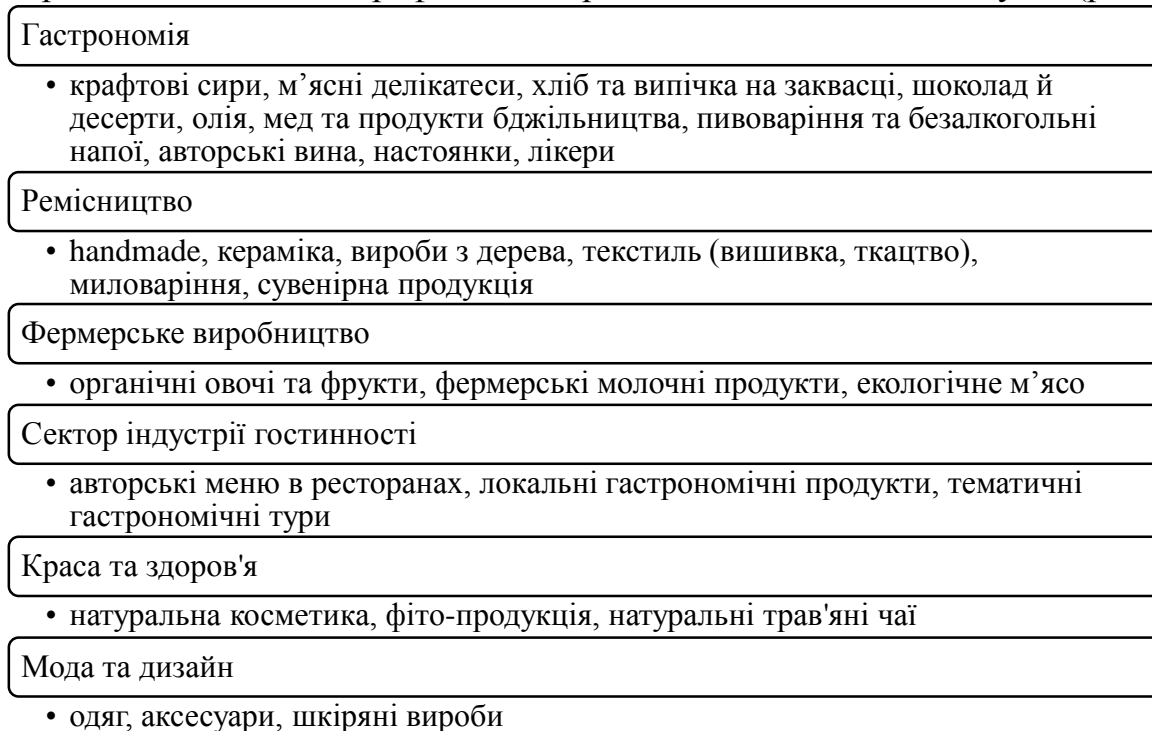 Гастрономія
• крафтові сири, м’ясні делікатеси, хліб та випічка на заквасці, шоколад й
десерти, олія, мед та продукти бджільництва, пивоваріння та безалкогольні
напої, авторські вина, настоянки, лікери
Ремісництво
• handmade, кераміка, вироби з дерева, текстиль (вишивка, ткацтво),
миловаріння, сувенірна продукція
Фермерське виробництво
• органічні овочі та фрукти, фермерські молочні продукти, екологічне м’ясо
Сектор індустрії гостинності
• авторські меню в ресторанах, локальні гастрономічні продукти, тематичні
гастрономічні тури
Краса та здоров'я
• натуральна косметика, фіто-продукція, натуральні трав'яні чаї
Мода та дизайн
• одяг, аксесуари, шкіряні вироби